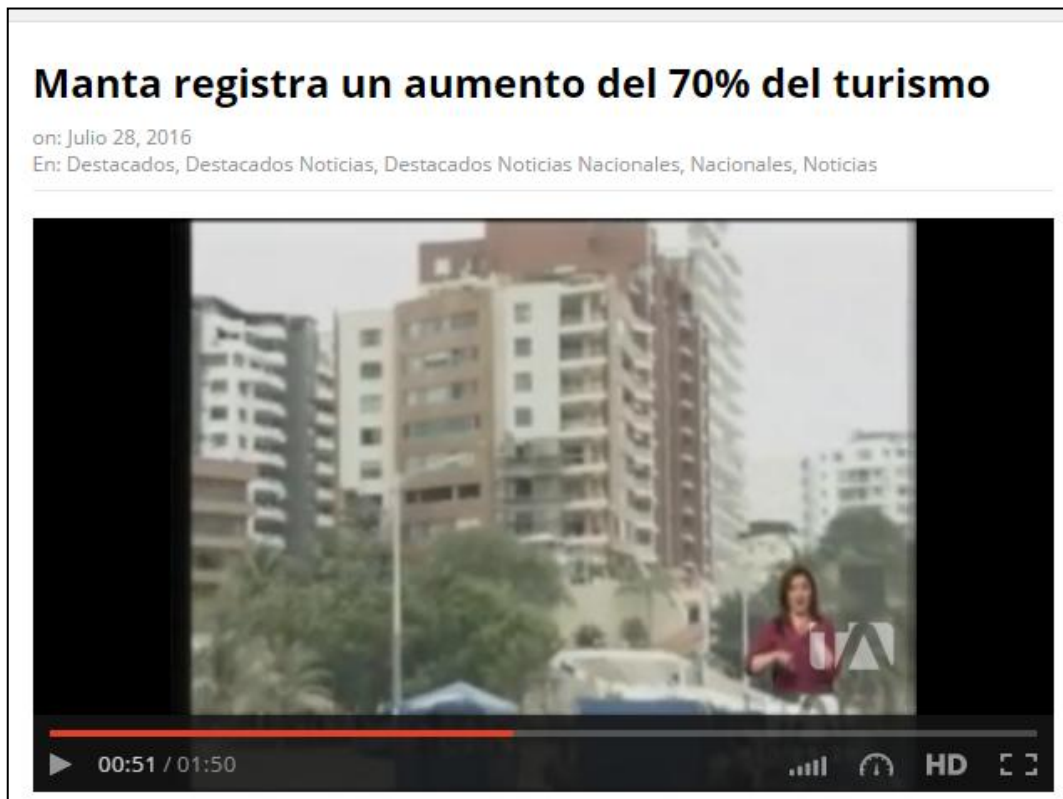 Manta registra un aumento del 70% del turismo
on: Julio 28, 2016
En: Destacados, Destacados Noticias, Destacados Noticias Nacionales, Nacionales, Noticias
00:51 / 01:50
HD